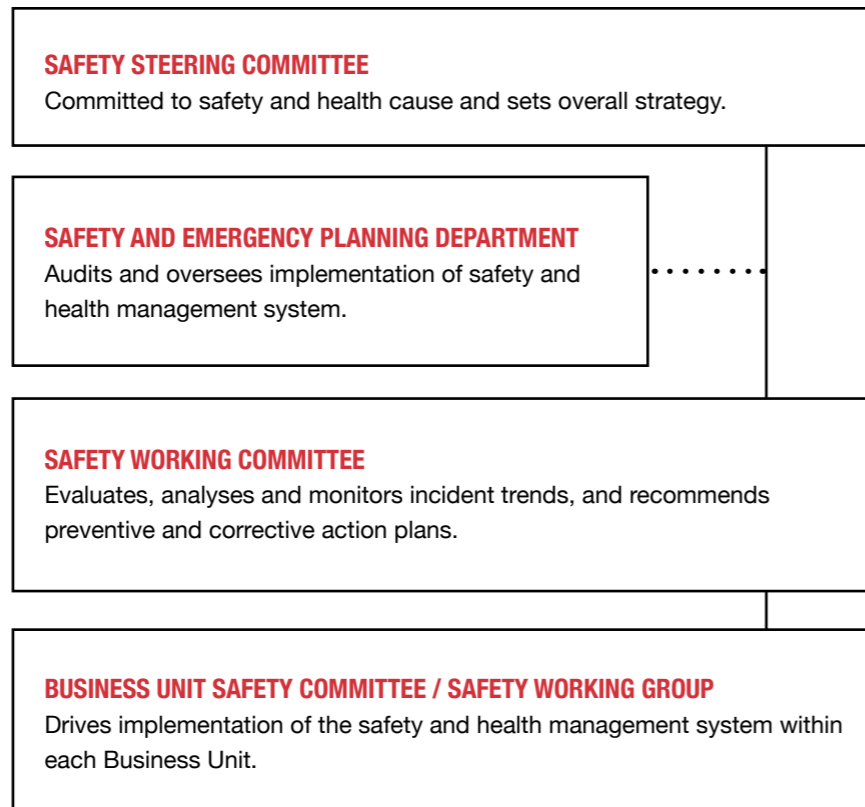 SAFETY STEERING COMMITTEE
Committed to safety and health cause and sets overall strategy.
SAFETY AND EMERGENCY PLANNING DEPARTMENT
Audits and oversees implementation of safety and
health management system.
SAFETY WORKING COMMITTEE
Evaluates, analyses and monitors incident trends, and recommends
preventive and corrective action plans.
BUSINESS UNIT SAFETY COMMITTEE / SAFETY WORKING GROUP
Drives implementation of the safety and health management system within
each Business Unit.